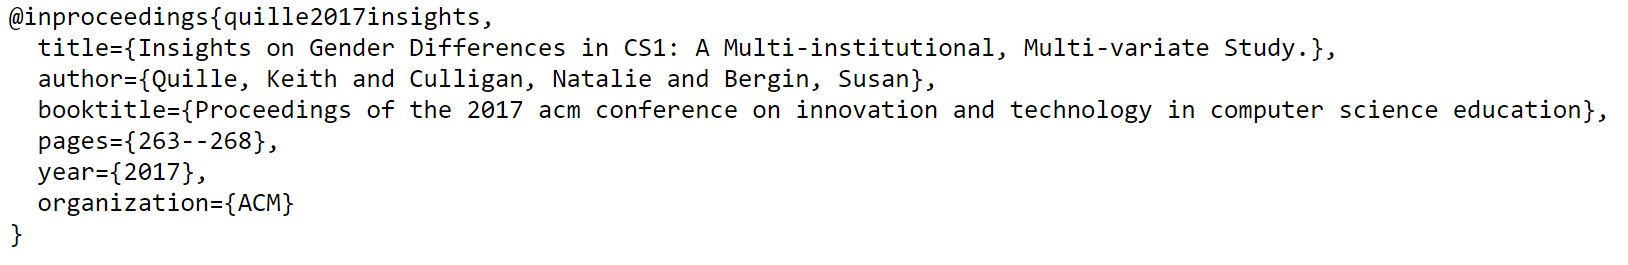 @inproceedings{quille2017insights,
  title={Insights on Gender Differences in CS1: A Multi-institutional, Multi-variate Study.},
  author={Quille, Keith and Culligan, Natalie and Bergin, Susan},
  booktitle={Proceedings of the 2017 acm conference on innovation and technology in computer science education},
  pages={263--268},
  year={2017},
  organization={ACM}
}